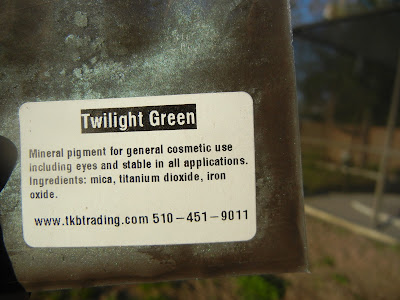 Twilight Green
Mineral pigment for general cosmetic use
including eyes and stable in all applications.
Ingredients: mica, titanium dioxide, iron
oxide.
www.tkbtrading.com 510-451-9011